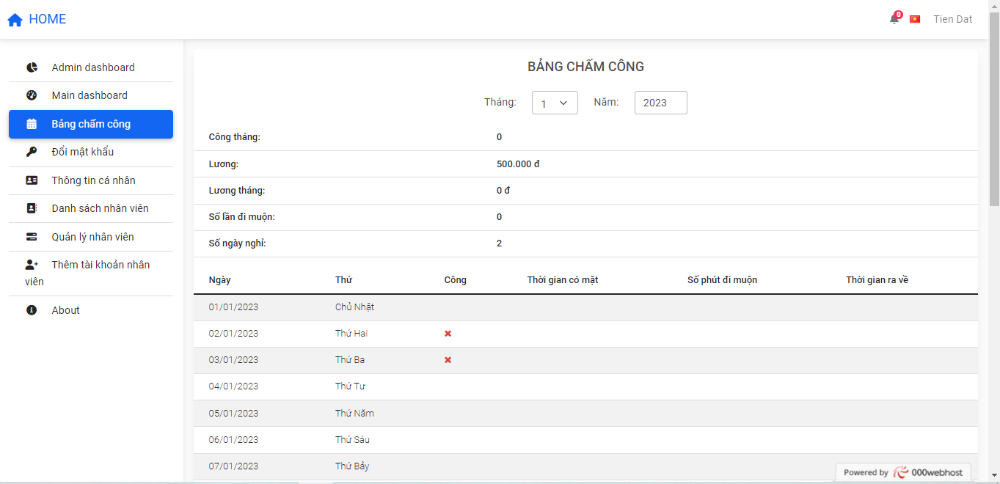 HOME
0
Tien Dat
Admin dashboard
Main dashboard
Bảng chấm công
Đổi mật khẩu
Thông tin cá nhân
Danh sách nhân viên
Quản lý nhân viên
Thêm tài khoản nhân
viên
About
BẢNG CHẤM CÔNG
Tháng: 1 Năm: 2023
Công tháng: 0
Lương: 500.000 đ
Lương tháng: 0 đ
Số lần đi muộn: 0
Số ngày nghỉ: 2
Ngày Thứ Công Thời gian có mặt Số phút đi muộn Thời gian ra về
01/01/2023 Chủ Nhật
02/01/2023 Thứ Hai
03/01/2023 Thứ Ba
04/01/2023 Thứ Tư
05/01/2023 Thứ Năm
06/01/2023 Thứ Sáu
07/01/2023 Thứ Bảy
Powered by 000webhost